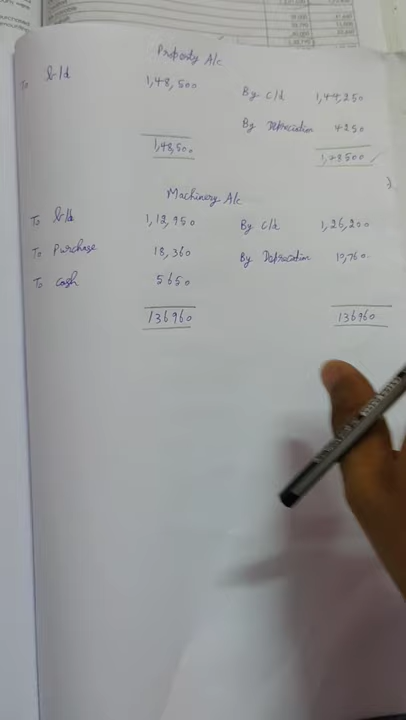 Property A/c
To b/d 1,48,500 By c/d 1,44,250
By Depreciation 4250
1,48,500 1,48500
Machinery A/c
To b/d 1,12,950 By c/d 1,26,200
To Purchase 18,360 By Depreciation 10,760
To Cash 5650
136960 136960